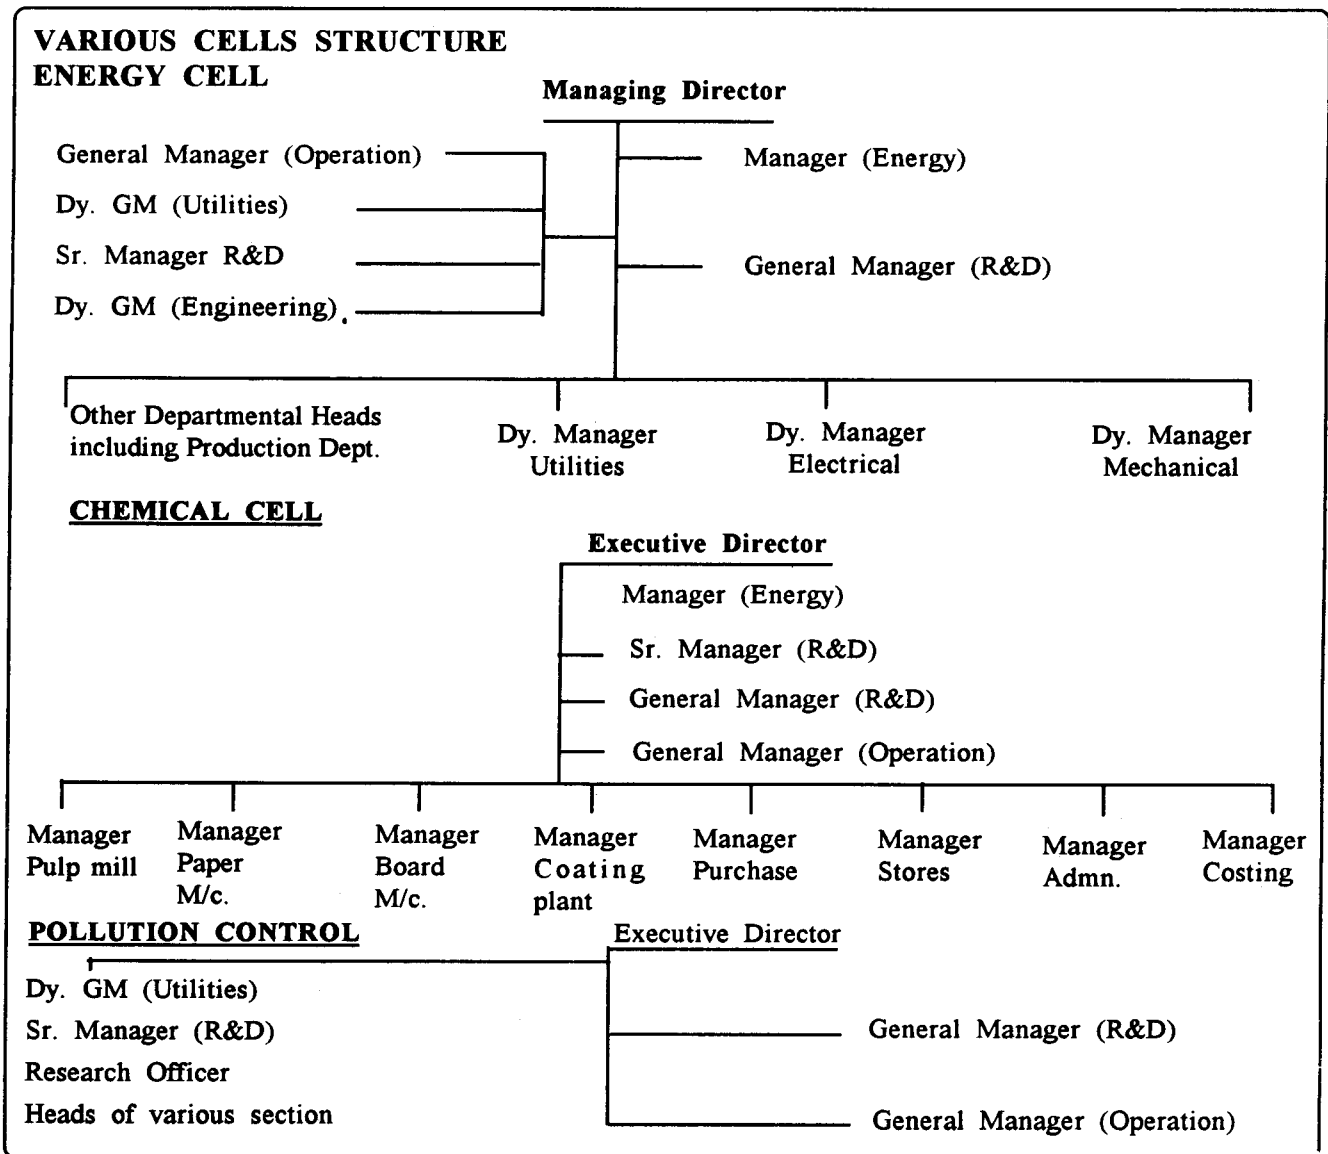 VARIOUS CELLS STRUCTURE
ENERGY CELL
Managing Director
General Manager (Operation)
Manager (Energy)
Dy. GM (Utilities)
Sr. Manager R&D
General Manager (R&D)
Dy. GM (Engineering)
Other Departmental Heads
including Production Dept.
Dy. Manager
Utilities
Dy. Manager
Electrical
Dy. Manager
Mechanical
CHEMICAL CELL
Executive Director
Manager (Energy)
Sr. Manager (R&D)
General Manager (R&D)
General Manager (Operation)
Manager
Pulp mill
Manager
Paper
M/c.
Manager
Board
M/c.
Manager
Coating
plant
Manager
Purchase
Manager
Stores
Manager
Admn.
Manager
Costing
POLLUTION CONTROL
Executive Director
Dy. GM (Utilities)
Sr. Manager (R&D)
Research Officer
Heads of various section
General Manager (R&D)
General Manager (Operation)